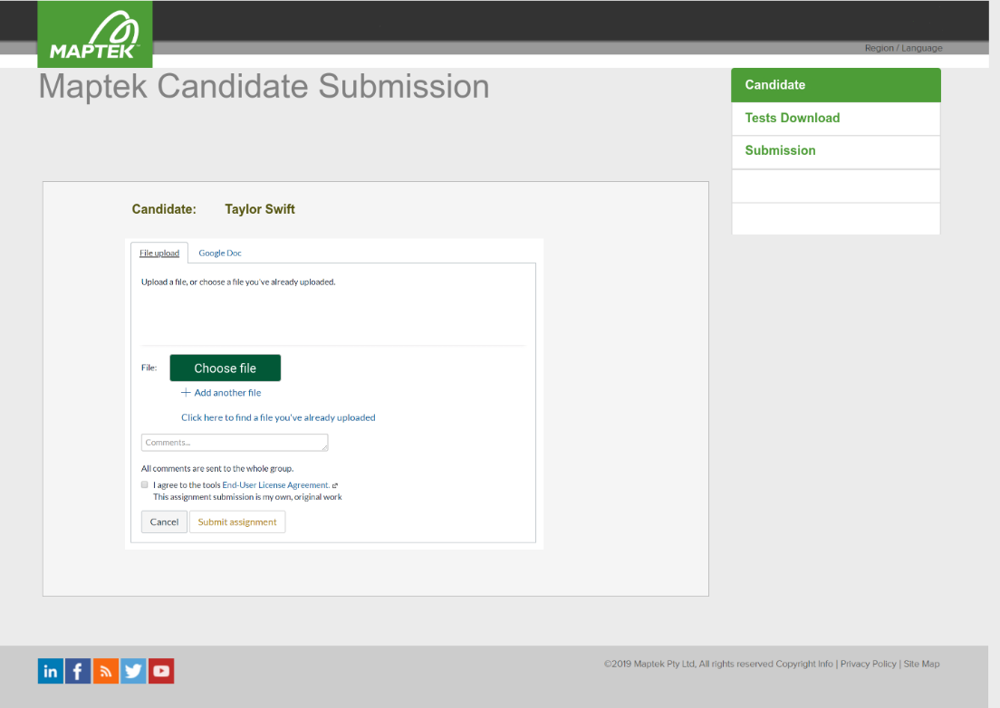 MAPTEK
Region / Language
Maptek Candidate Submission
Candidate
Tests Download
Submission
Candidate: Taylor Swift
File upload Google Doc
Upload a file, or choose a file you've already uploaded.
File: Choose file
+ Add another file
Click here to find a file you've already uploaded
Comments...
All comments are sent to the whole group.
I agree to the tools End-User License Agreement.
This assignment submission is my own, original work
Cancel Submit assignment
in f
©2019 Maptek Pty Ltd, All rights reserved Copyright Info | Privacy Policy | Site Map